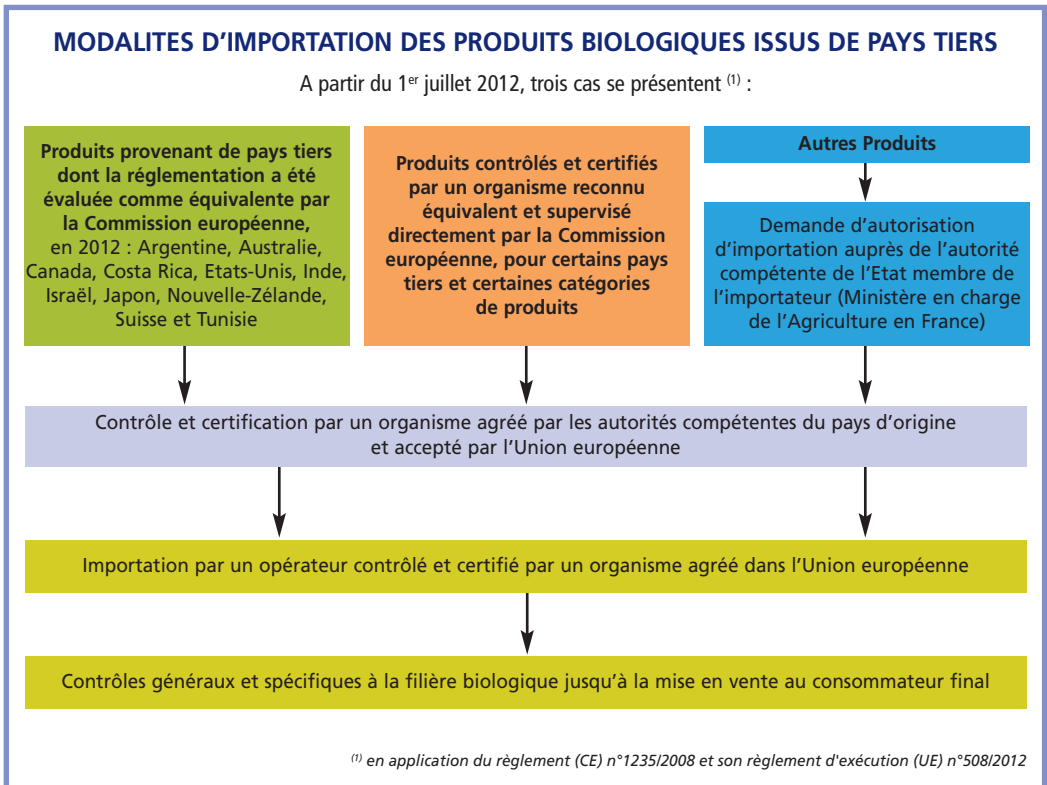 MODALITES D'IMPORTATION DES PRODUITS BIOLOGIQUES ISSUS DE PAYS TIERS
A partir du 1er juillet 2012, trois cas se présentent (1) :
Produits provenant de pays tiers
dont la réglementation a été
évaluée comme équivalente par
la Commission européenne,
en 2012 : Argentine, Australie,
Canada, Costa Rica, Etats-Unis, Inde,
Israël, Japon, Nouvelle-Zélande,
Suisse et Tunisie
Produits contrôlés et certifiés
par un organisme reconnu
équivalent et supervisé
directement par la Commission
européenne, pour certains pays
tiers et certaines catégories
de produits
Autres Produits
Demande d'autorisation
d'importation auprès de l'autorité
compétente de l'Etat membre de
l'importateur (Ministère en charge
de l'Agriculture en France)
Contrôle et certification par un organisme agréé par les autorités compétentes du pays d'origine
et accepté par l'Union européenne
Importation par un opérateur contrôlé et certifié par un organisme agréé dans l'Union européenne
Contrôles généraux et spécifiques à la filière biologique jusqu'à la mise en vente au consommateur final
(1) en application du règlement (CE) n°1235/2008 et son règlement d'exécution (UE) n°508/2012